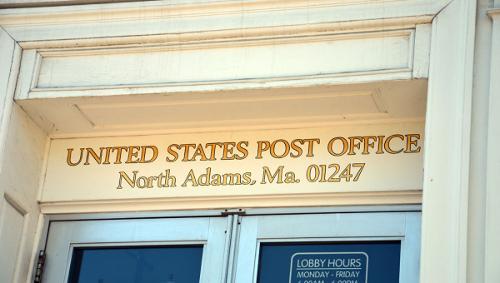 UNITED STATES POST OFFICE
North Adams, Ma. 01247
LOBBY HOURS
MONDAY - FRIDAY